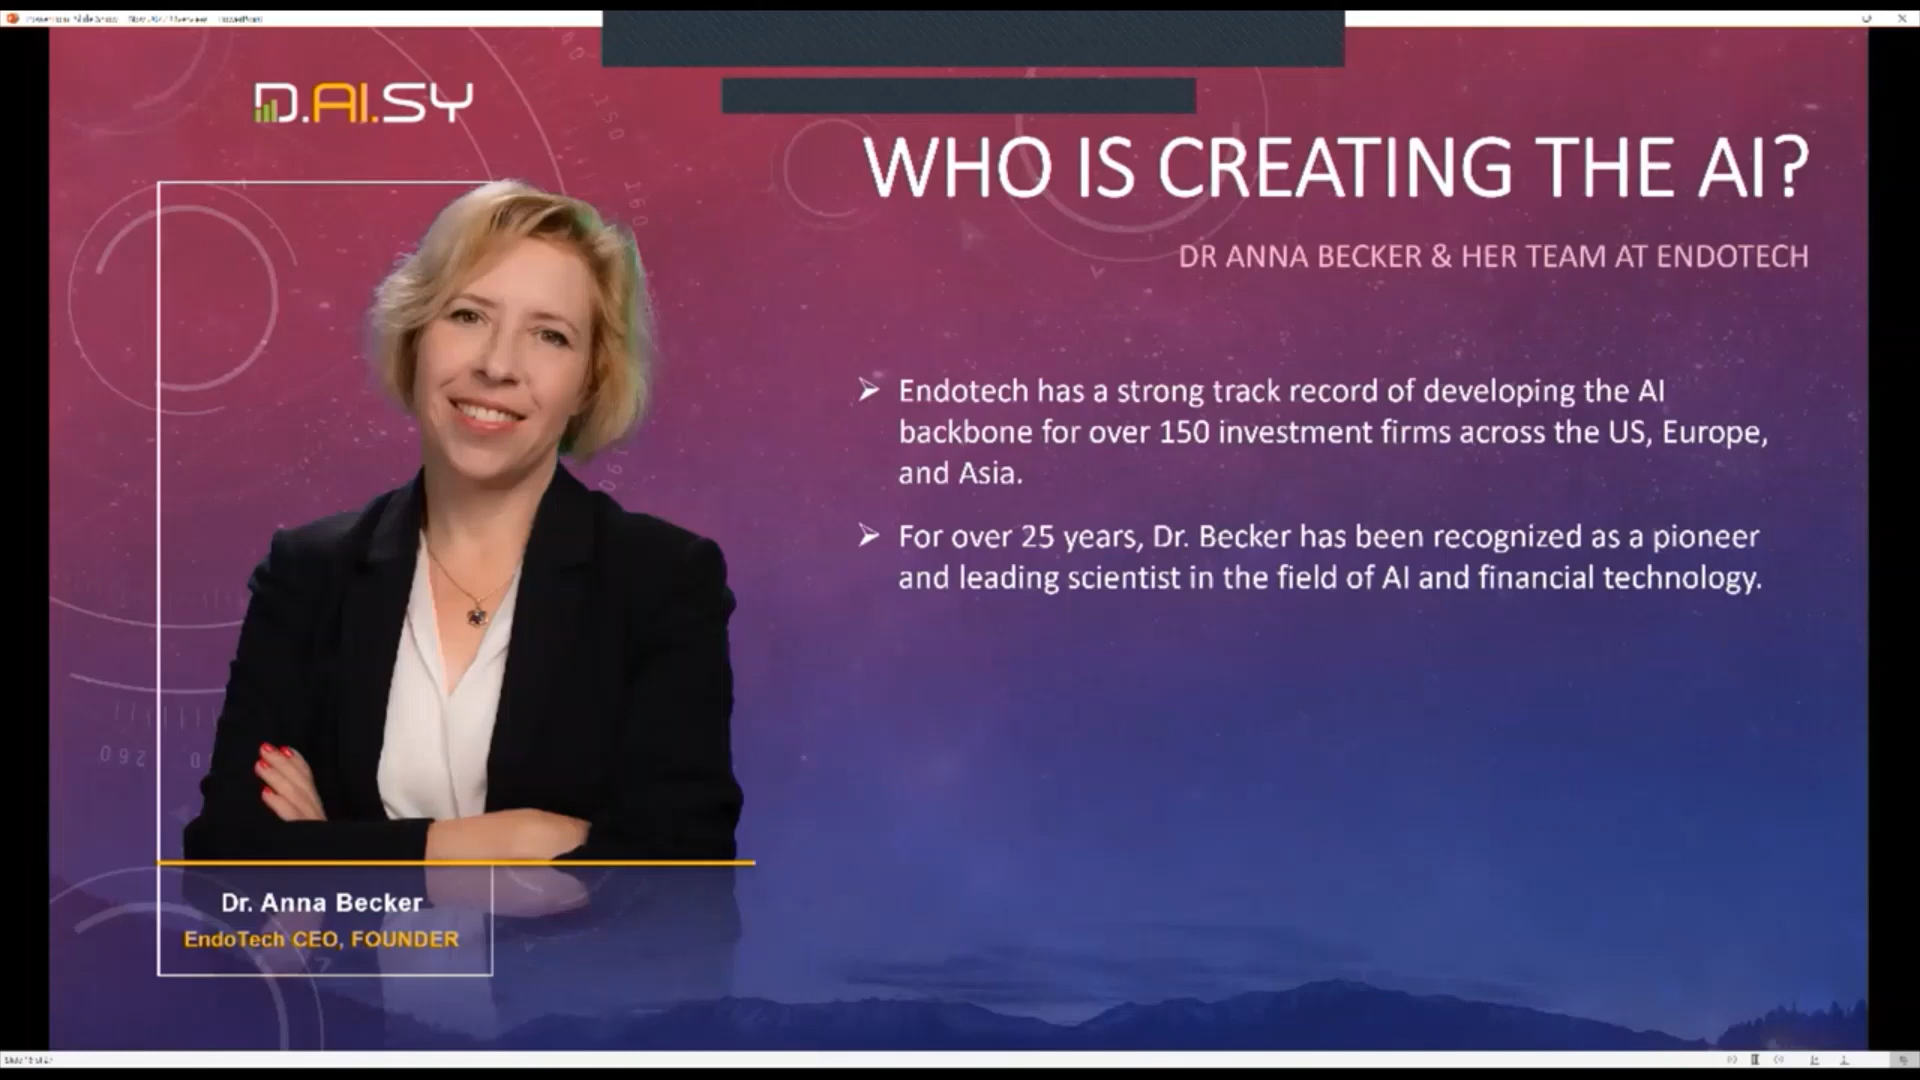 D.AI.SY
WHO IS CREATING THE AI?
DR ANNA BECKER & HER TEAM AT ENDOTECH
Endotech has a strong track record of developing the AI
backbone for over 150 investment firms across the US, Europe,
and Asia.
For over 25 years, Dr. Becker has been recognized as a pioneer
and leading scientist in the field of AI and financial technology.
Dr. Anna Becker
EndoTech CEO, FOUNDER